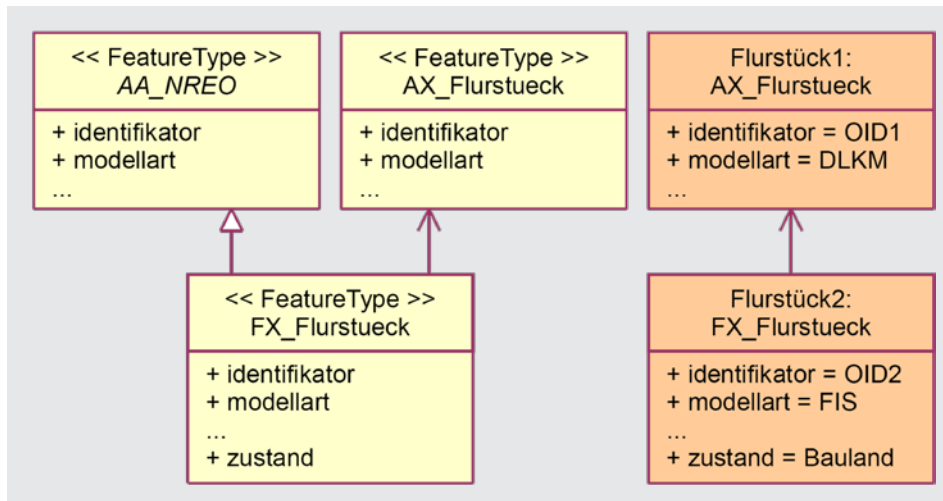 << FeatureType >>
AA_NREO
+ identifikator
+ modellart
...
<< FeatureType >>
AX_Flurstueck
+ identifikator
+ modellart
...
Flurstück1:
AX_Flurstueck
+ identifikator = OID1
+ modellart = DLKM
...
<< FeatureType >>
FX_Flurstueck
+ identifikator
+ modellart
...
+ zustand
Flurstück2:
FX_Flurstueck
+ identifikator = OID2
+ modellart = FIS
...
+ zustand = Bauland